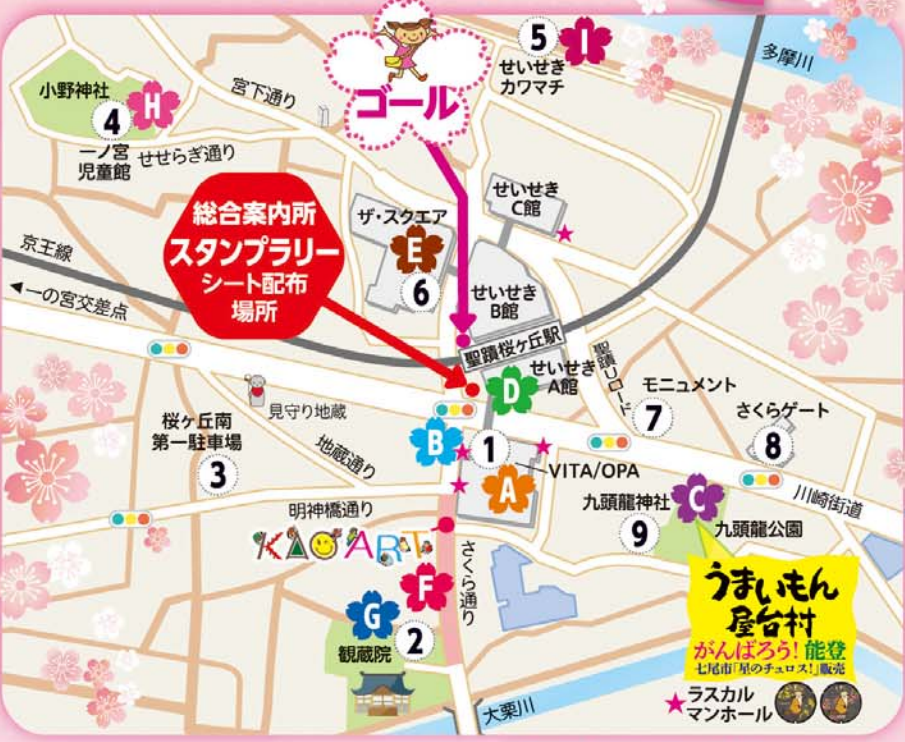 5
I
せいせき
カワマチ
多摩川
小野神社
H
4
一ノ宮
児童館
宮下通り
せせらぎ通り
ゴール
せいせき
C館
総合案内所
スタンプラリー
シート配布
場所
ザ・スクエア
E
6
せいせき
B館
京王線
◀一の宮交差点
聖蹟桜ヶ丘駅
せいせき
A館
D
聖蹟Uロード
モニュメント
7
さくらゲート
8
見守り地蔵
桜ヶ丘南
第一駐車場
3
地蔵通り
B
1
A
VITA/OPA
川崎街道
九頭龍神社
C
9
九頭龍公園
明神橋通り
KAO ART
さくら通り
F
G
2
観蔵院
うまいもん
屋台村
がんばろう!能登
七尾市「星のチュロス!」販売
大栗川
★ラスカル
マンホール